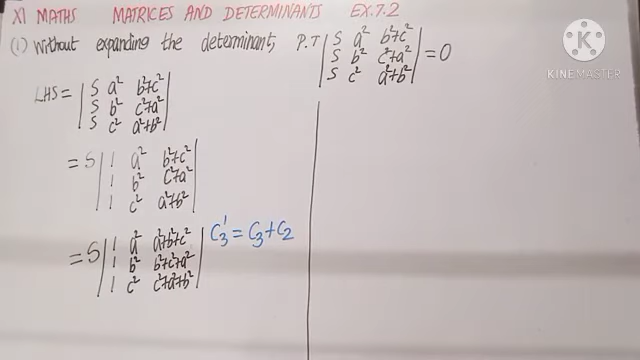 XI MATHS MATRICES AND DETERMINANTS EX.7.2
(1) Without expanding the determinant, P.T | S a² b²+c² |
| S b² c²+a² | = 0
| S c² a²+b² |
LHS = | S a² b²+c² |
| S b² c²+a² |
| S c² a²+b² |
= S | 1 a² b²+c² |
| 1 b² c²+a² |
| 1 c² a²+b² |
= S | 1 a² a²+b²+c² | C₃' = C₃+C₂
| 1 b² b²+c²+a² |
| 1 c² c²+a²+b² |
K
KINEMASTER